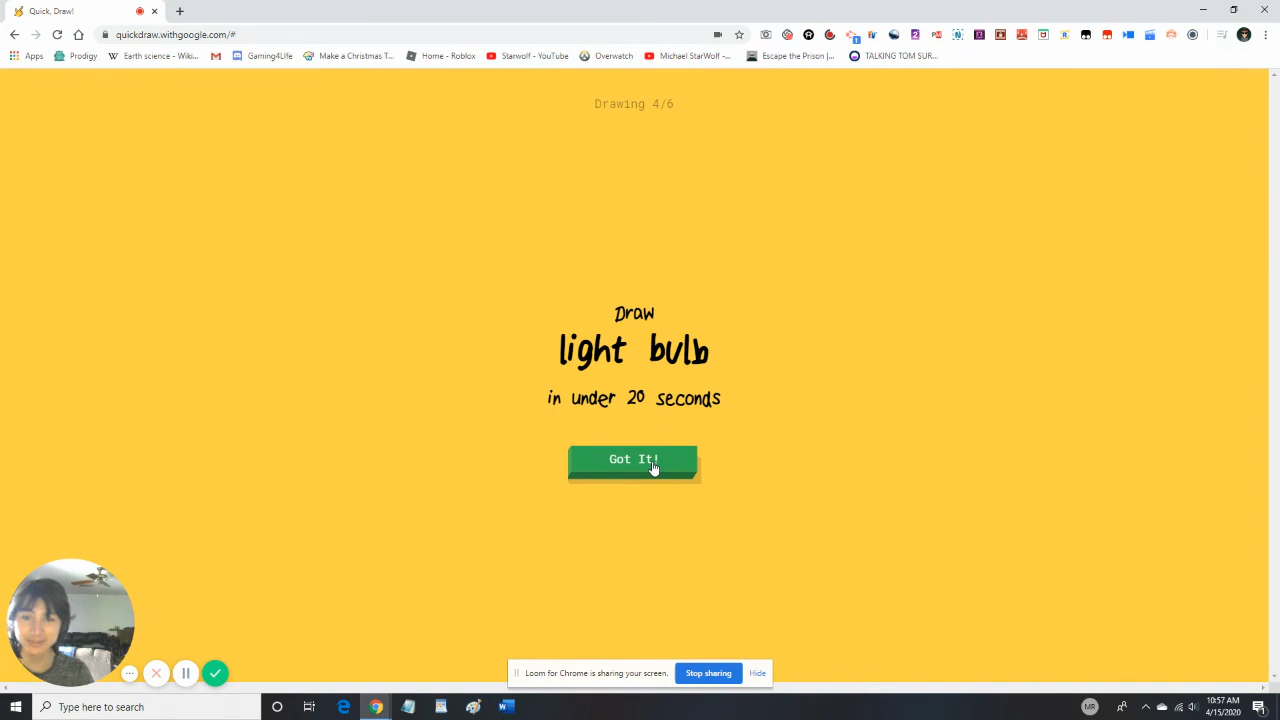 Quick, Draw!
quickdraw.withgoogle.com/#
Apps
Prodigy
Earth science - Wiki...
Gaming4Life
Make a Christmas T...
Home - Roblox
Starwolf - YouTube
Overwatch
Michael StarWolf -...
Escape the Prison |...
TALKING TOM SUR...
Drawing 4/6
Draw
light bulb
in under 20 seconds
Got It!
Loom for Chrome is sharing your screen.
Stop sharing
Hide
Type here to search
MR
10:57 AM
4/15/2020